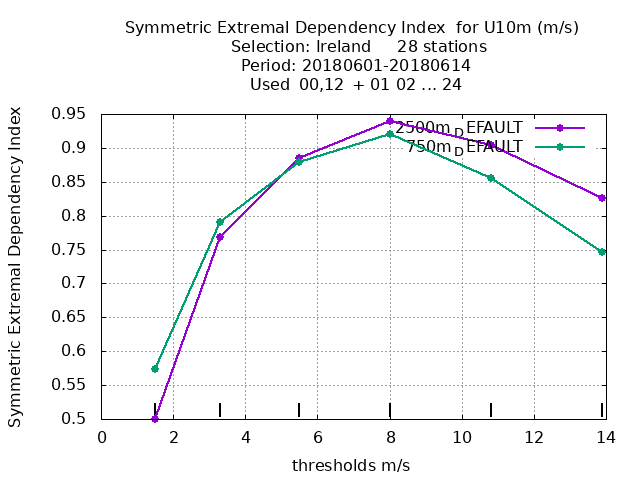 Symmetric Extremal Dependency Index  for U10m (m/s)
Selection: Ireland     28 stations
Period: 20180601-20180614
Used  00,12  + 01 02 ... 24
Symmetric Extremal Dependency Index
0.95
0.9
0.85
0.8
0.75
0.7
0.65
0.6
0.55
0.5
2500m_DEFAULT
750m_DEFAULT
0 2 4 6 8 10 12 14
thresholds m/s